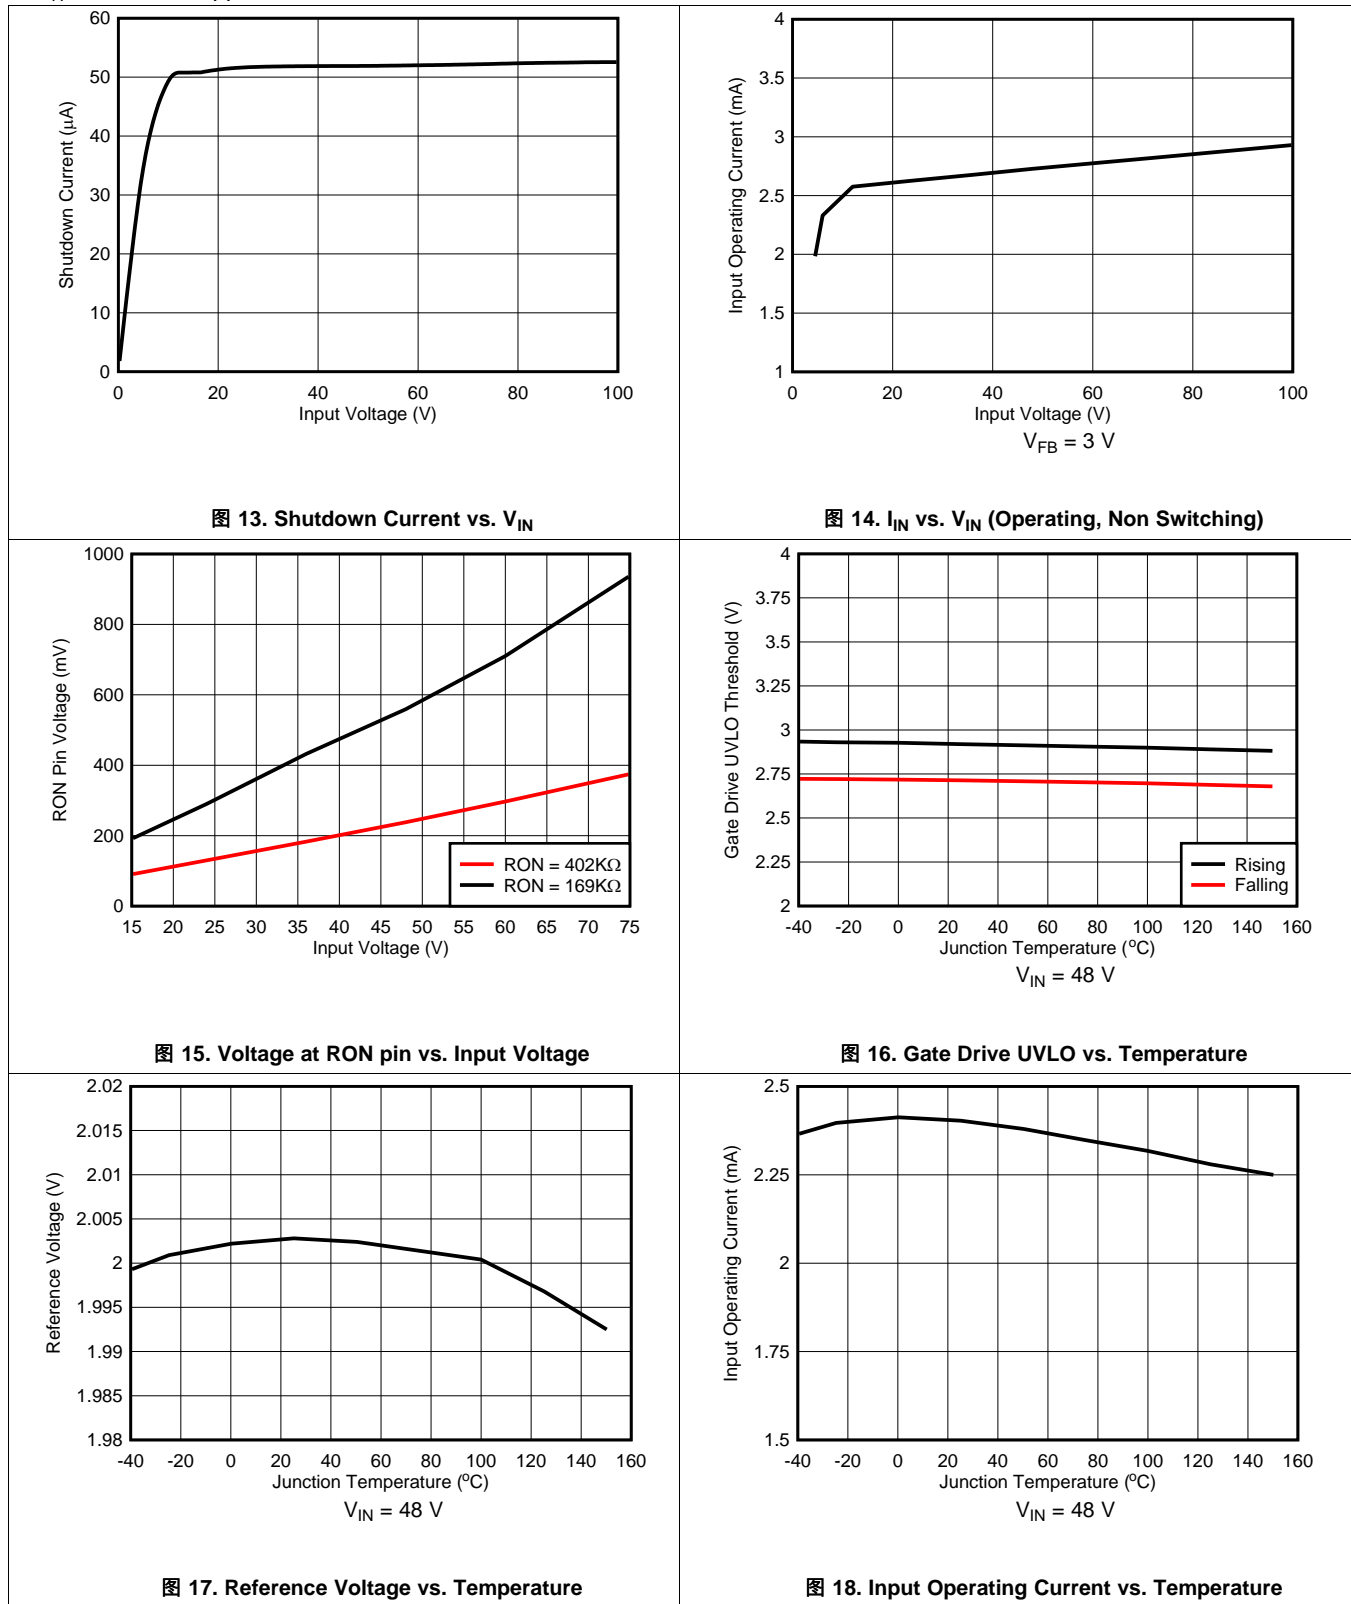 60
50
40
30
20
10
0
0 20 40 60 80 100
Shutdown Current (μA)
Input Voltage (V)
图 13. Shutdown Current vs. VIN
4
3.5
3
2.5
2
1.5
1
0 20 40 60 80 100
Input Operating Current (mA)
Input Voltage (V)
VFB = 3 V
图 14. IIN vs. VIN (Operating, Non Switching)
1000
800
600
400
200
0
15 20 25 30 35 40 45 50 55 60 65 70 75
RON Pin Voltage (mV)
Input Voltage (V)
RON = 402KΩ
RON = 169KΩ
图 15. Voltage at RON pin vs. Input Voltage
4
3.75
3.5
3.25
3
2.75
2.5
2.25
2
-40 -20 0 20 40 60 80 100 120 140 160
Gate Drive UVLO Threshold (V)
Junction Temperature (oC)
Rising
Falling
VIN = 48 V
图 16. Gate Drive UVLO vs. Temperature
2.02
2.015
2.01
2.005
2
1.995
1.99
1.985
1.98
-40 -20 0 20 40 60 80 100 120 140 160
Reference Voltage (V)
Junction Temperature (oC)
VIN = 48 V
图 17. Reference Voltage vs. Temperature
2.5
2.25
2
1.75
1.5
-40 -20 0 20 40 60 80 100 120 140 160
Input Operating Current (mA)
Junction Temperature (oC)
VIN = 48 V
图 18. Input Operating Current vs. Temperature